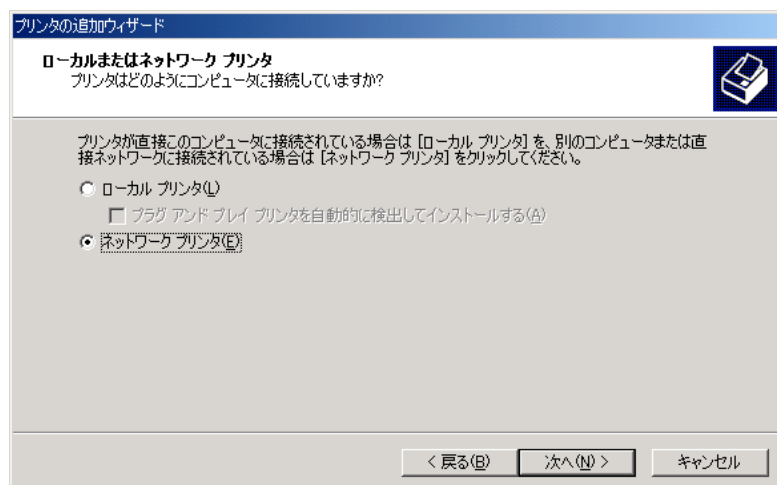 プリンタの追加ウィザード
ローカルまたはネットワーク プリンタ
プリンタはどのようにコンピュータに接続していますか?
プリンタが直接このコンピュータに接続されている場合は [ローカル プリンタ] を、別のコンピュータまたは直
接ネットワークに接続されている場合は [ネットワーク プリンタ] をクリックしてください。
ローカル プリンタ(L)
プラグ アンド プレイ プリンタを自動的に検出してインストールする(A)
ネットワーク プリンタ(E)
< 戻る(B) 次へ(N) > キャンセル